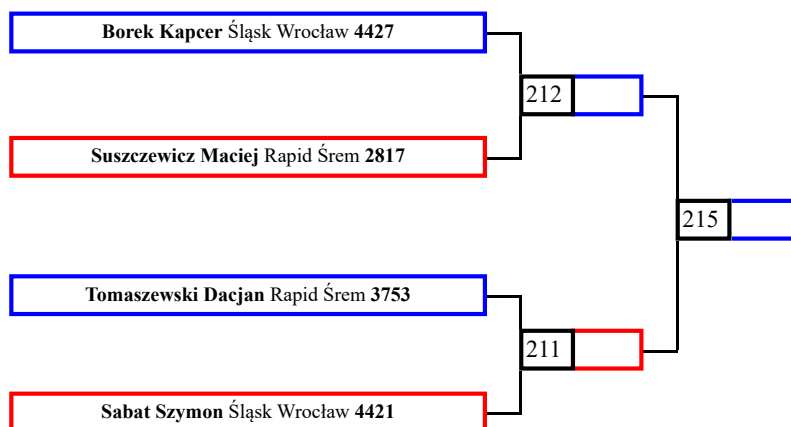 Borek Kapcer Śląsk Wrocław 4427
212
Suszczewicz Maciej Rapid Śrem 2817
215
Tomaszewski Dacjan Rapid Śrem 3753
211
Sabat Szymon Śląsk Wrocław 4421